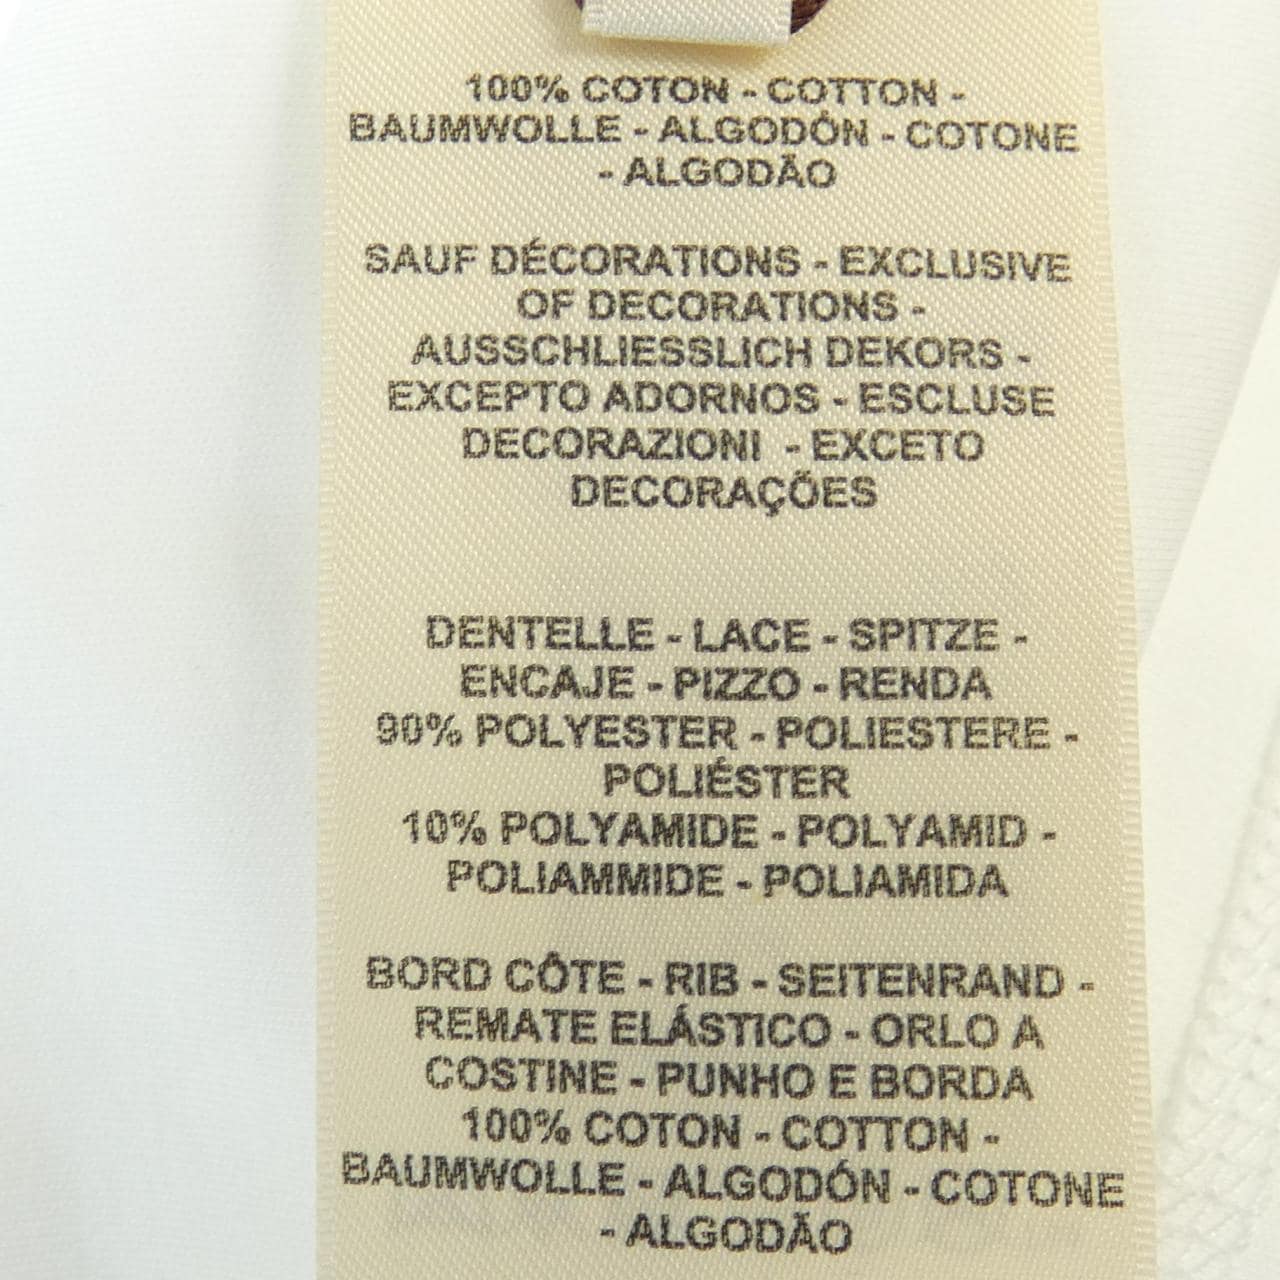 100% COTON - COTTON -
BAUMWOLLE - ALGODÓN - COTONE
- ALGODÃO
SAUF DÉCORATIONS - EXCLUSIVE
OF DECORATIONS -
AUSSCHLIESSLICH DEKORS -
EXCEPTO ADORNOS - ESCLUSE
DECORAZIONI - EXCETO
DECORAÇÕES
DENTELLE - LACE - SPITZE -
ENCAJE - PIZZO - RENDA
90% POLYESTER - POLIESTERE -
POLIÉSTER
10% POLYAMIDE - POLYAMID -
POLIAMMIDE - POLIAMIDA
BORD CÔTE - RIB - SEITENRAND -
REMATE ELÁSTICO - ORLO A
COSTINE - PUNHO E BORDA
100% COTON - COTTON -
BAUMWOLLE - ALGODÓN - COTONE
- ALGODÃO